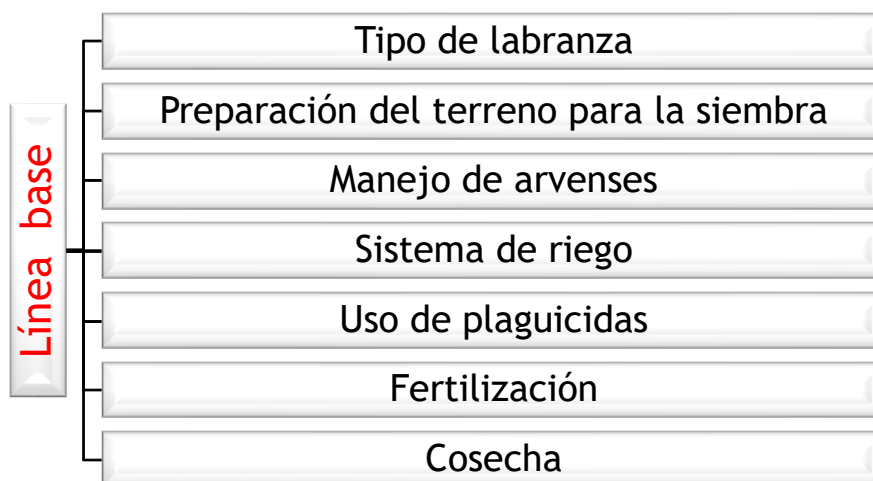 Línea base
Tipo de labranza
Preparación del terreno para la siembra
Manejo de arvenses
Sistema de riego
Uso de plaguicidas
Fertilización
Cosecha